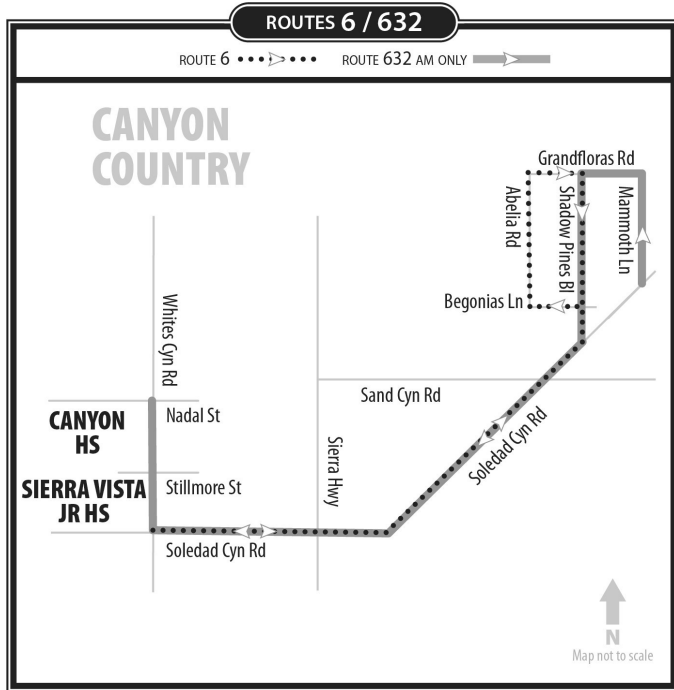 ROUTES 6 / 632
ROUTE 6
ROUTE 632 AM ONLY
CANYON
COUNTRY
Grandfloras Rd
Abelia Rd
Shadow Pines Bl
Mammoth Ln
Begonias Ln
Whites Cyn Rd
Sand Cyn Rd
CANYON
HS
Nadal St
Sierra Hwy
Soledad Cyn Rd
SIERRA VISTA
JR HS
Stillmore St
Soledad Cyn Rd
N
Map not to scale